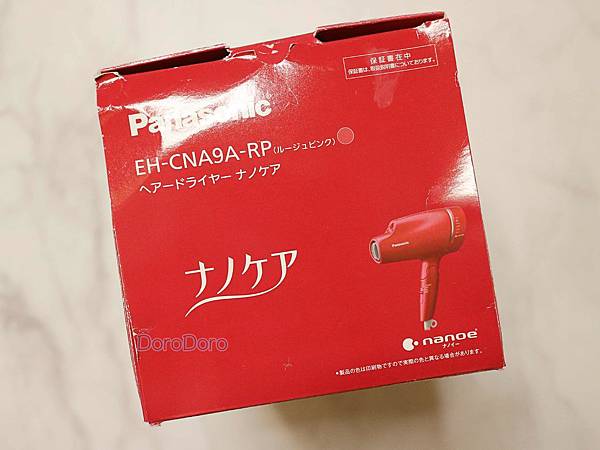 保証書在中
保証書は、取扱説明書についております。
Panasonic
EH-CNA9A-RP(ルージュピンク)
ヘアードライヤー ナノケア
Panasonic
ナノケア
DoroDoro
nanoe
ナノイー
*製品の色は印刷物ですので実際の色と異なる場合があります。